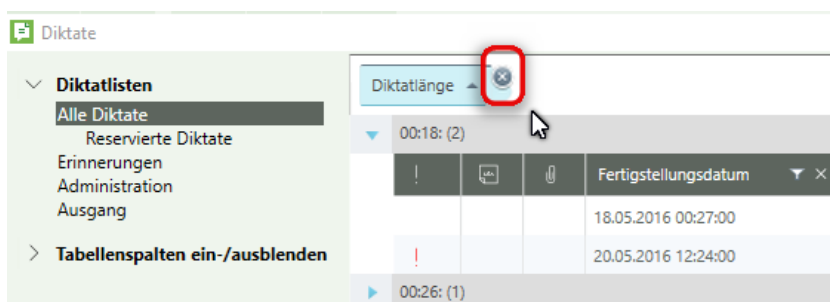 Diktate
Diktatlisten
Alle Diktate
Reservierte Diktate
Erinnerungen
Administration
Ausgang
Tabellenspalten ein-/ausblenden
Diktatlänge
00:18: (2)
! Fertigstellungsdatum
18.05.2016 00:27:00
! 20.05.2016 12:24:00
00:26: (1)